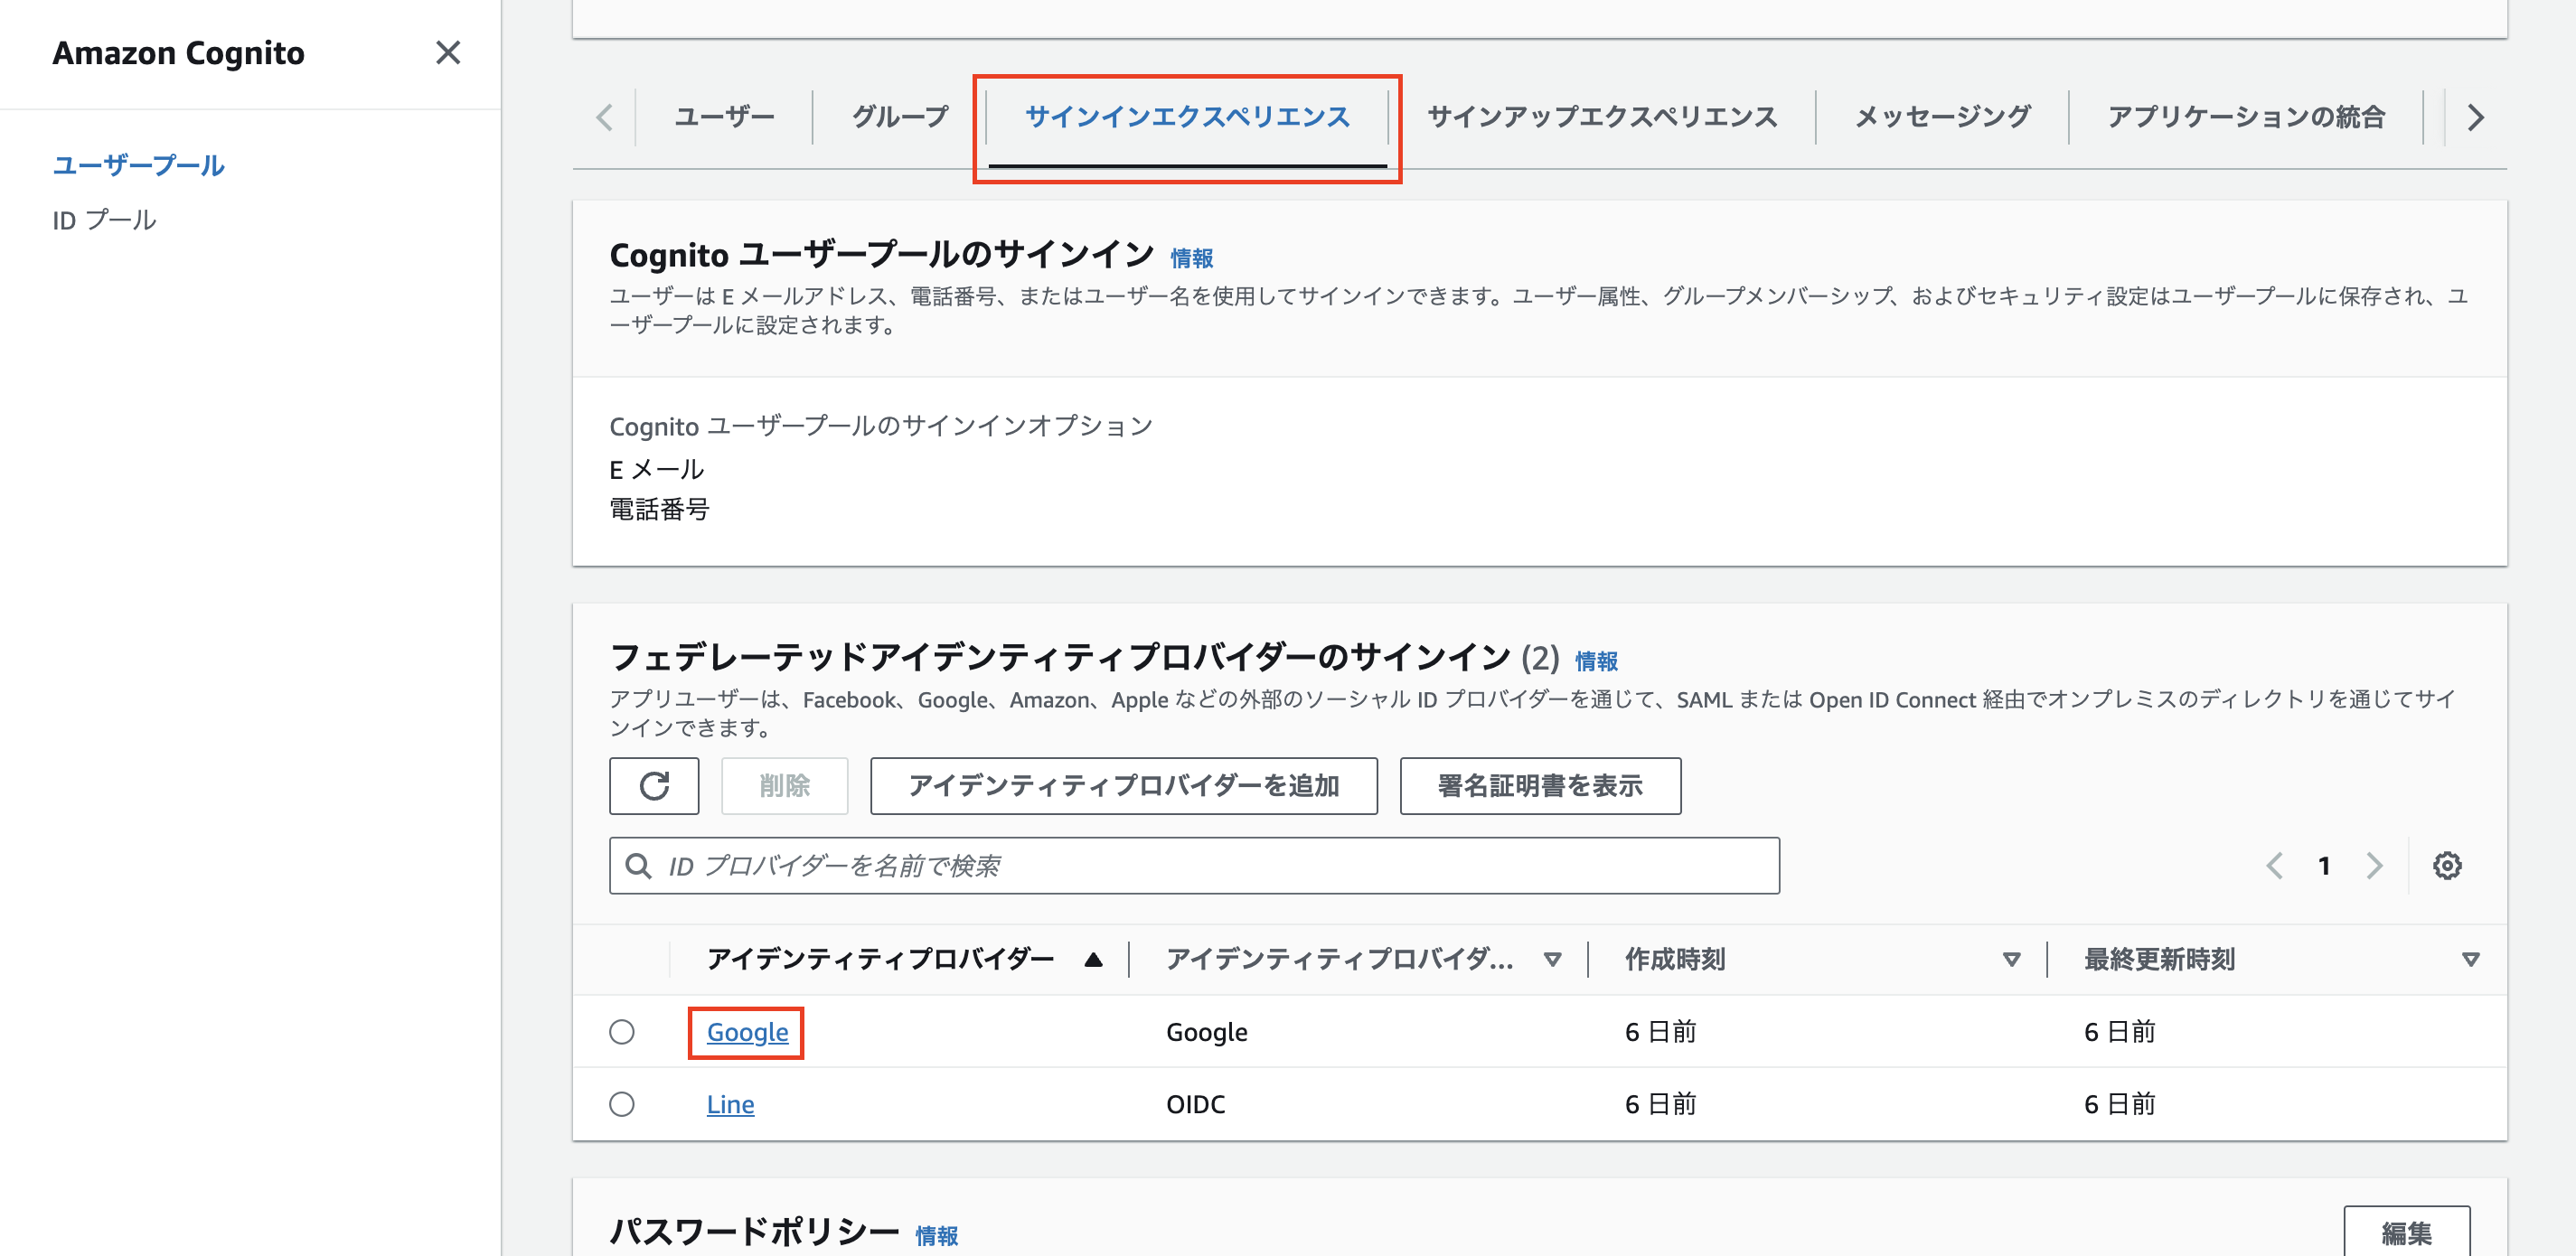 Amazon Cognito
ユーザープール
ID プール
ユーザー
グループ
サインインエクスペリエンス
サインアップエクスペリエンス
メッセージング
アプリケーションの統合
Cognito ユーザープールのサインイン 情報
ユーザーは E メールアドレス、電話番号、またはユーザー名を使用してサインインできます。ユーザー属性、グループメンバーシップ、およびセキュリティ設定はユーザープールに保存され、ユ
ーザープールに設定されます。
Cognito ユーザープールのサインインオプション
E メール
電話番号
フェデレーテッドアイデンティティプロバイダーのサインイン (2) 情報
アプリユーザーは、Facebook、Google、Amazon、Apple などの外部のソーシャル ID プロバイダーを通じて、SAML または Open ID Connect 経由でオンプレミスのディレクトリを通じてサイ
ンインできます。
削除
アイデンティティプロバイダーを追加
署名証明書を表示
ID プロバイダーを名前で検索
1
アイデンティティプロバイダー
アイデンティティプロバイダ...
作成時刻
最終更新時刻
Google
Google
6 日前
6 日前
Line
OIDC
6 日前
6 日前
パスワードポリシー 情報
編集